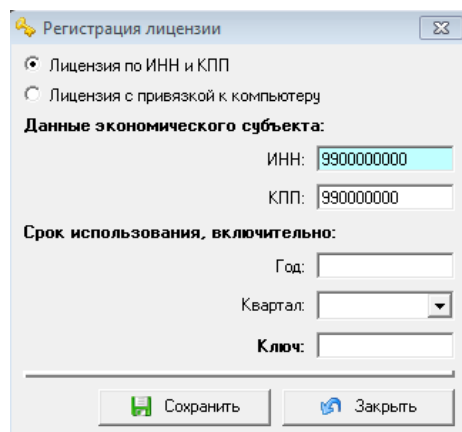 Регистрация лицензии
Лицензия по ИНН и КПП
Лицензия с привязкой к компьютеру
Данные экономического субъекта:
ИНН: 9900000000
КПП: 990000000
Срок использования, включительно:
Год:
Квартал:
Ключ:
Сохранить Закрыть